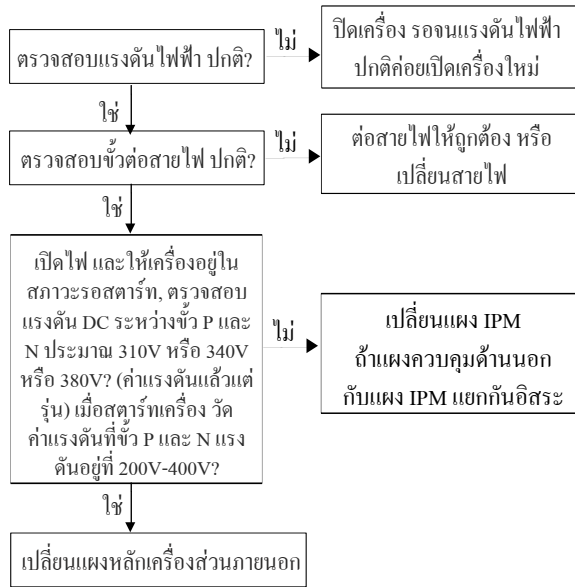 ตรวจสอบแรงดันไฟฟ้า ปกติ?
ไม่
ปิดเครื่อง รอจนแรงดันไฟฟ้า
ปกติค่อยเปิดเครื่องใหม่
ใช่
ตรวจสอบขั้วต่อสายไฟ ปกติ?
ไม่
ต่อสายไฟให้ถูกต้อง หรือ
เปลี่ยนสายไฟ
ใช่
เปิดไฟ และให้เครื่องอยู่ใน
สภาวะรอสตาร์ท, ตรวจสอบ
แรงดัน DC ระหว่างขั้ว P และ
N ประมาณ 310V หรือ 340V
หรือ 380V? (ค่าแรงดันแล้วแต่
รุ่น) เมื่อสตาร์ทเครื่อง วัด
ค่าแรงดันที่ขั้ว P และ N แรง
ดันอยู่ที่ 200V-400V?
ไม่
เปลี่ยนแผง IPM
ถ้าแผงควบคุมด้านนอก
กับแผง IPM แยกกันอิสระ
ใช่
เปลี่ยนแผงหลักเครื่องส่วนภายนอก